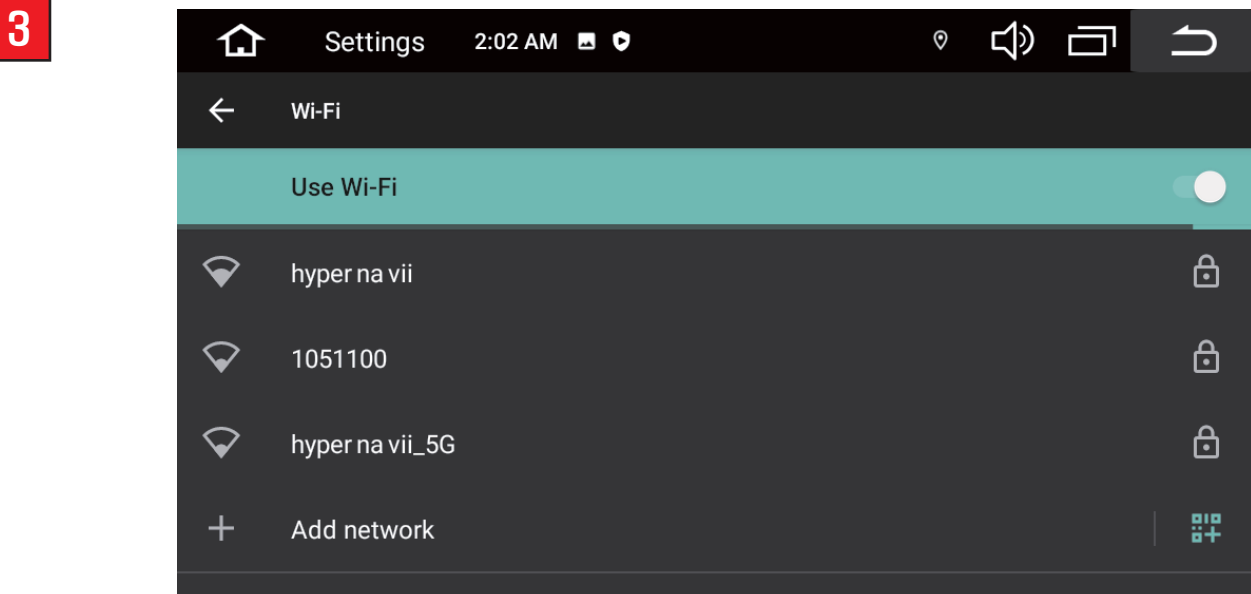 3
Settings 2:02 AM
Wi-Fi
Use Wi-Fi
hyper na vii
1051100
hyper na vii_5G
Add network